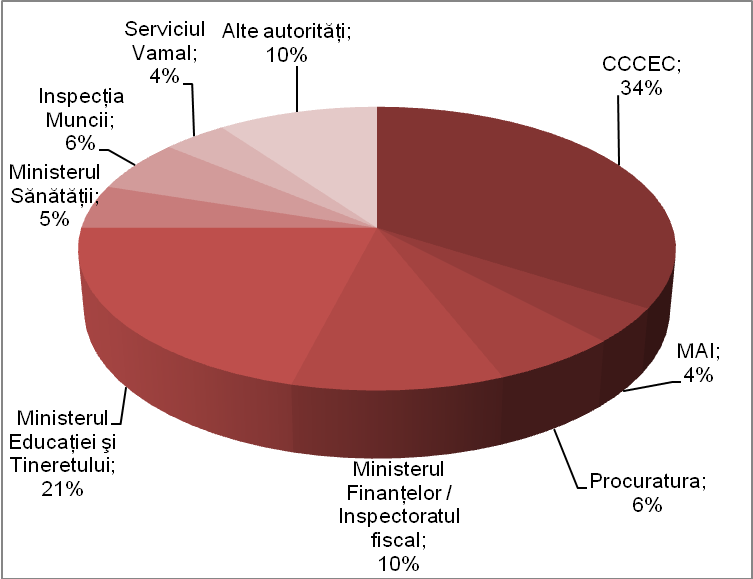 Serviciul
Vamal;
4%
Alte autorități;
10%
CCCEC;
34%
Inspecția
Muncii;
6%
Ministerul
Sănătății;
5%
MAI;
4%
Ministerul
Educației şi
Tineretului;
21%
Ministerul
Finanțelor /
Inspectoratul
fiscal;
10%
Procuratura;
6%